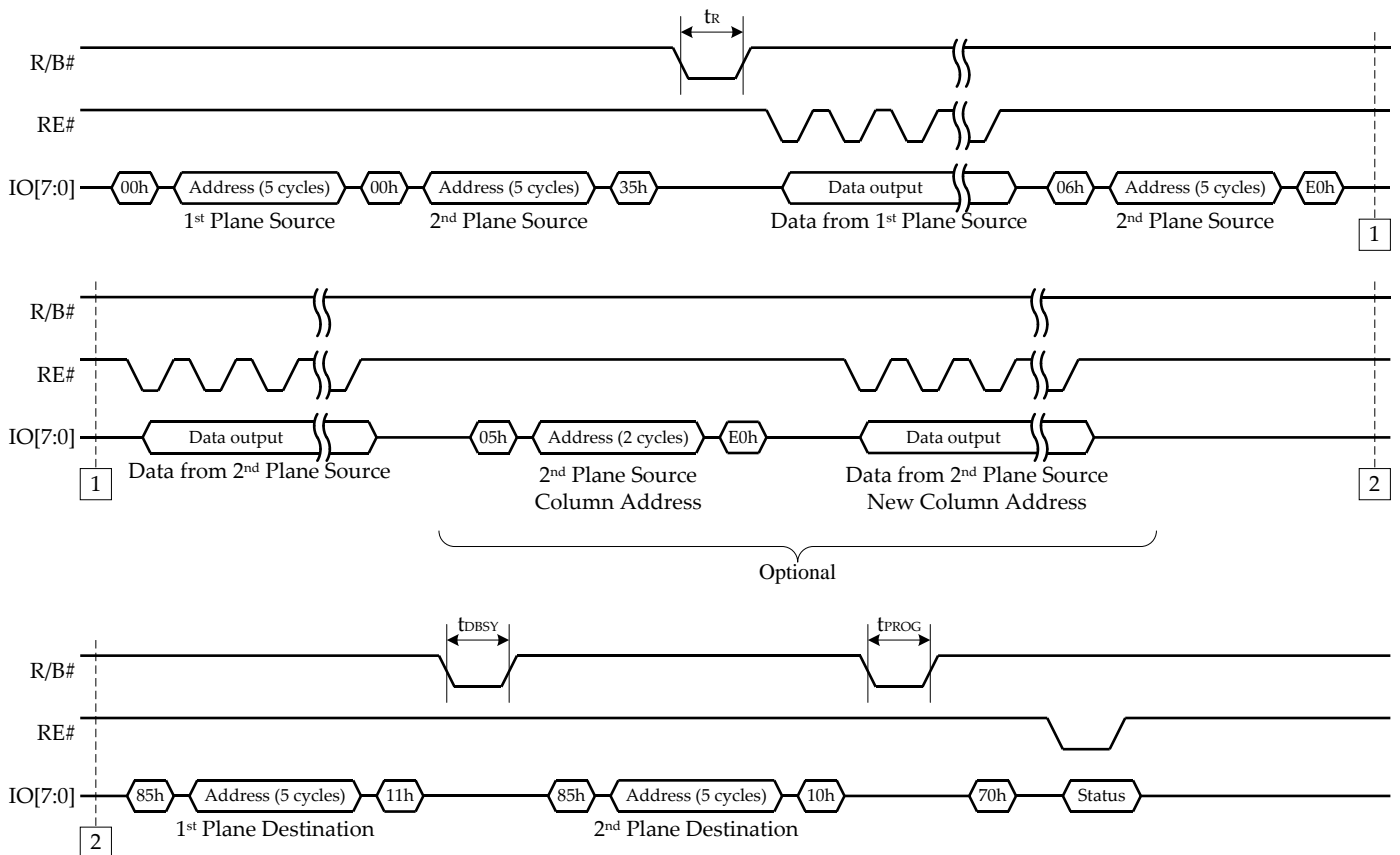 tR
R/B#
RE#
IO[7:0] 00h Address (5 cycles) 00h Address (5 cycles) 35h Data output 06h Address (5 cycles) E0h
1st Plane Source 2nd Plane Source Data from 1st Plane Source 2nd Plane Source
1
R/B#
RE#
IO[7:0] Data output 05h Address (2 cycles) E0h Data output
Data from 2nd Plane Source 2nd Plane Source Data from 2nd Plane Source
1 Column Address New Column Address 2
Optional
tDBSY tPROG
R/B#
RE#
IO[7:0] 85h Address (5 cycles) 11h 85h Address (5 cycles) 10h 70h Status
1st Plane Destination 2nd Plane Destination
2